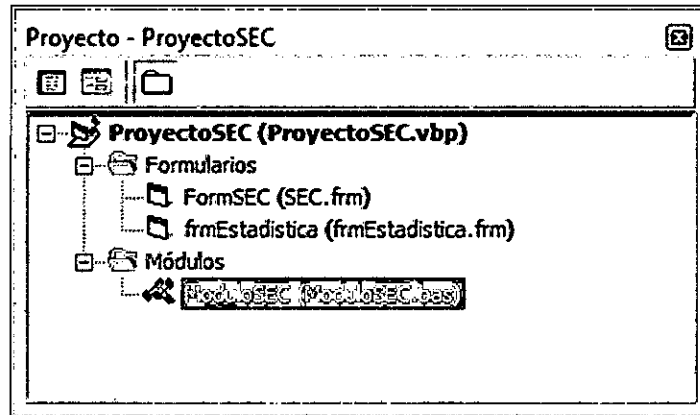 Proyecto - ProyectoSEC
ProyectoSEC (ProyectoSEC.vbp)
Formularios
FormSEC (SEC.frm)
frmEstadistica (frmEstadistica.frm)
Módulos
ModuloSEC (ModuloSEC.bas)